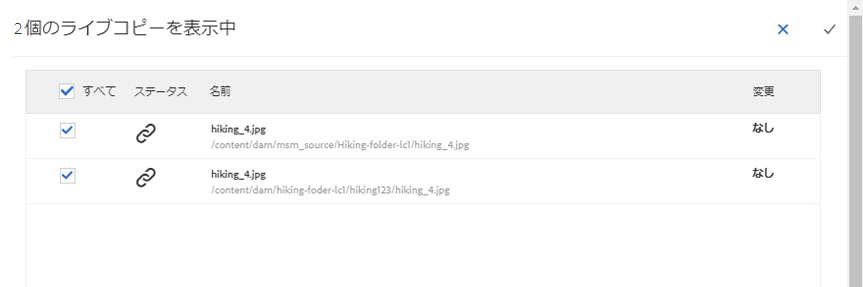 2個のライブコピーを表示中
すべて ステータス 名前 変更
hiking_4.jpg なし
/content/dam/msm_source/Hiking-folder-lc1/hiking_4.jpg
hiking_4.jpg なし
/content/dam/hiking-foder-lc1/hiking123/hiking_4.jpg